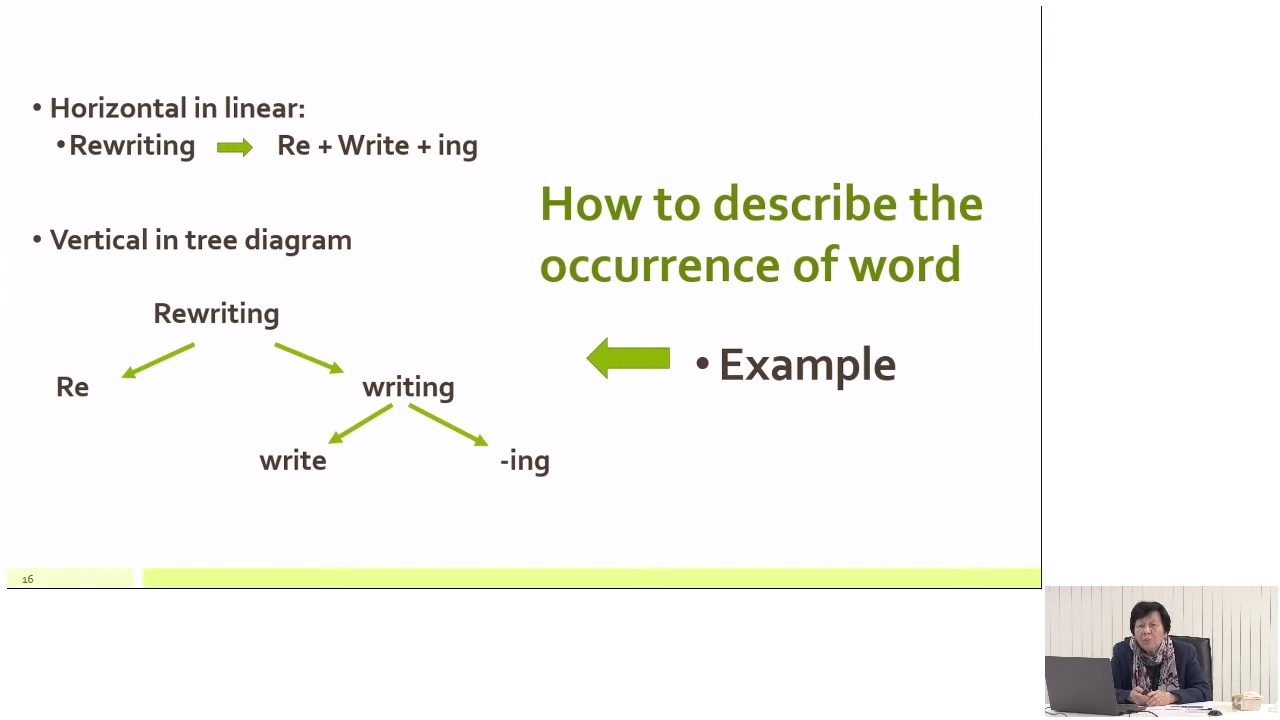 • Horizontal in linear:
• Rewriting Re + Write + ing
• Vertical in tree diagram
Rewriting
Re writing
write -ing
How to describe the
occurrence of word
• Example
16